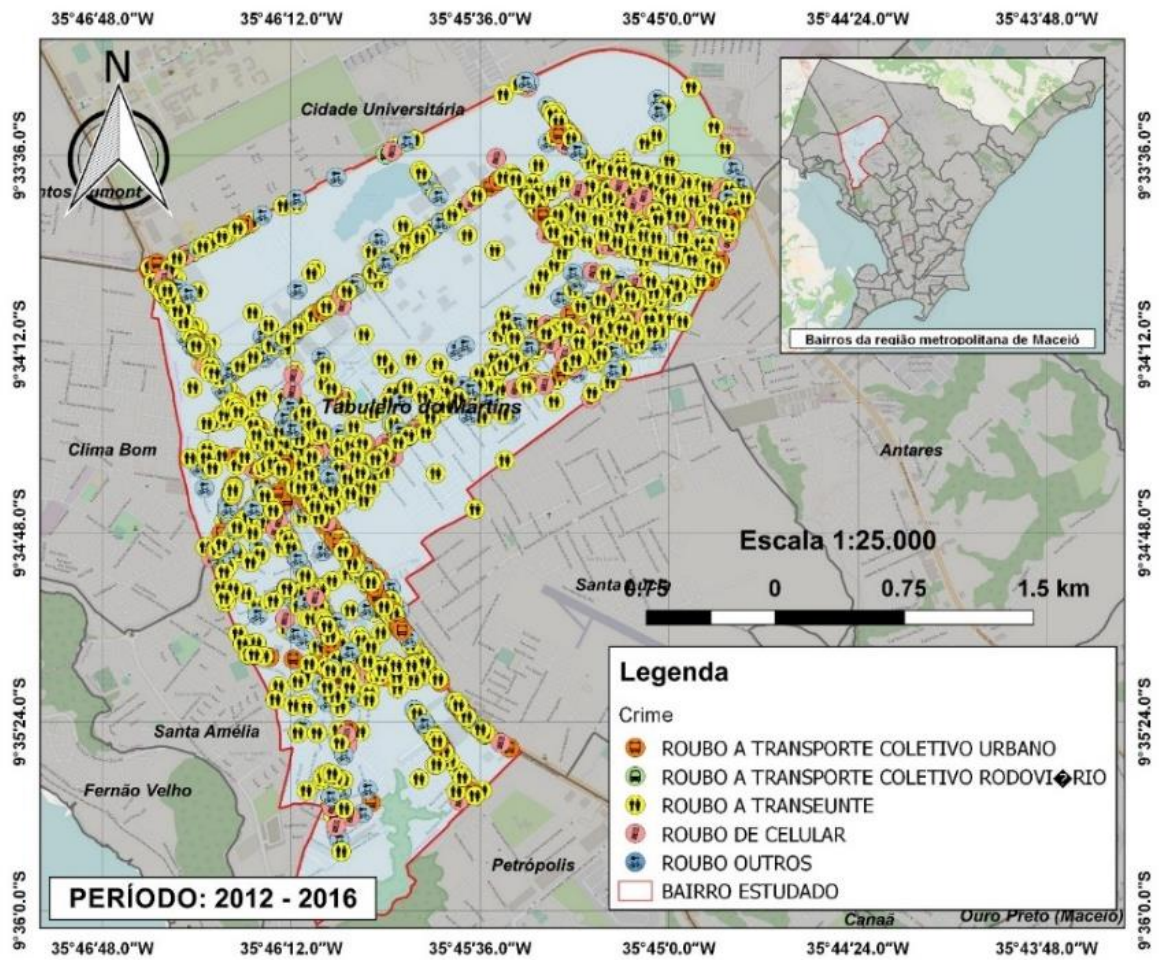 35°46'48.0"W 35°46'12.0"W 35°45'36.0"W 35°45'0.0"W 35°44'24.0"W 35°43'48.0"W
N
Cidade Universitária
9°33'36.0"S 9°33'36.0"S
Bairros da região metropolitana de Maceió
9°34'12.0"S 9°34'12.0"S
Tabuleiro do Martins
Clima Bom
Antares
9°34'48.0"S 9°34'48.0"S
Escala 1:25.000
0.75 0 0.75 1.5 km
Legenda
Crime
ROUBO A TRANSPORTE COLETIVO URBANO
ROUBO A TRANSPORTE COLETIVO RODOVI�RIO
ROUBO A TRANSEUNTE
ROUBO DE CELULAR
ROUBO OUTROS
BAIRRO ESTUDADO
9°35'24.0"S 9°35'24.0"S
Santa Amélia
Fernão Velho
Petrópolis
PERÍODO: 2012 - 2016
Canaã
Ouro Preto (Maceió)
9°36'0.0"S 9°36'0.0"S
35°46'48.0"W 35°46'12.0"W 35°45'36.0"W 35°45'0.0"W 35°44'24.0"W 35°43'48.0"W